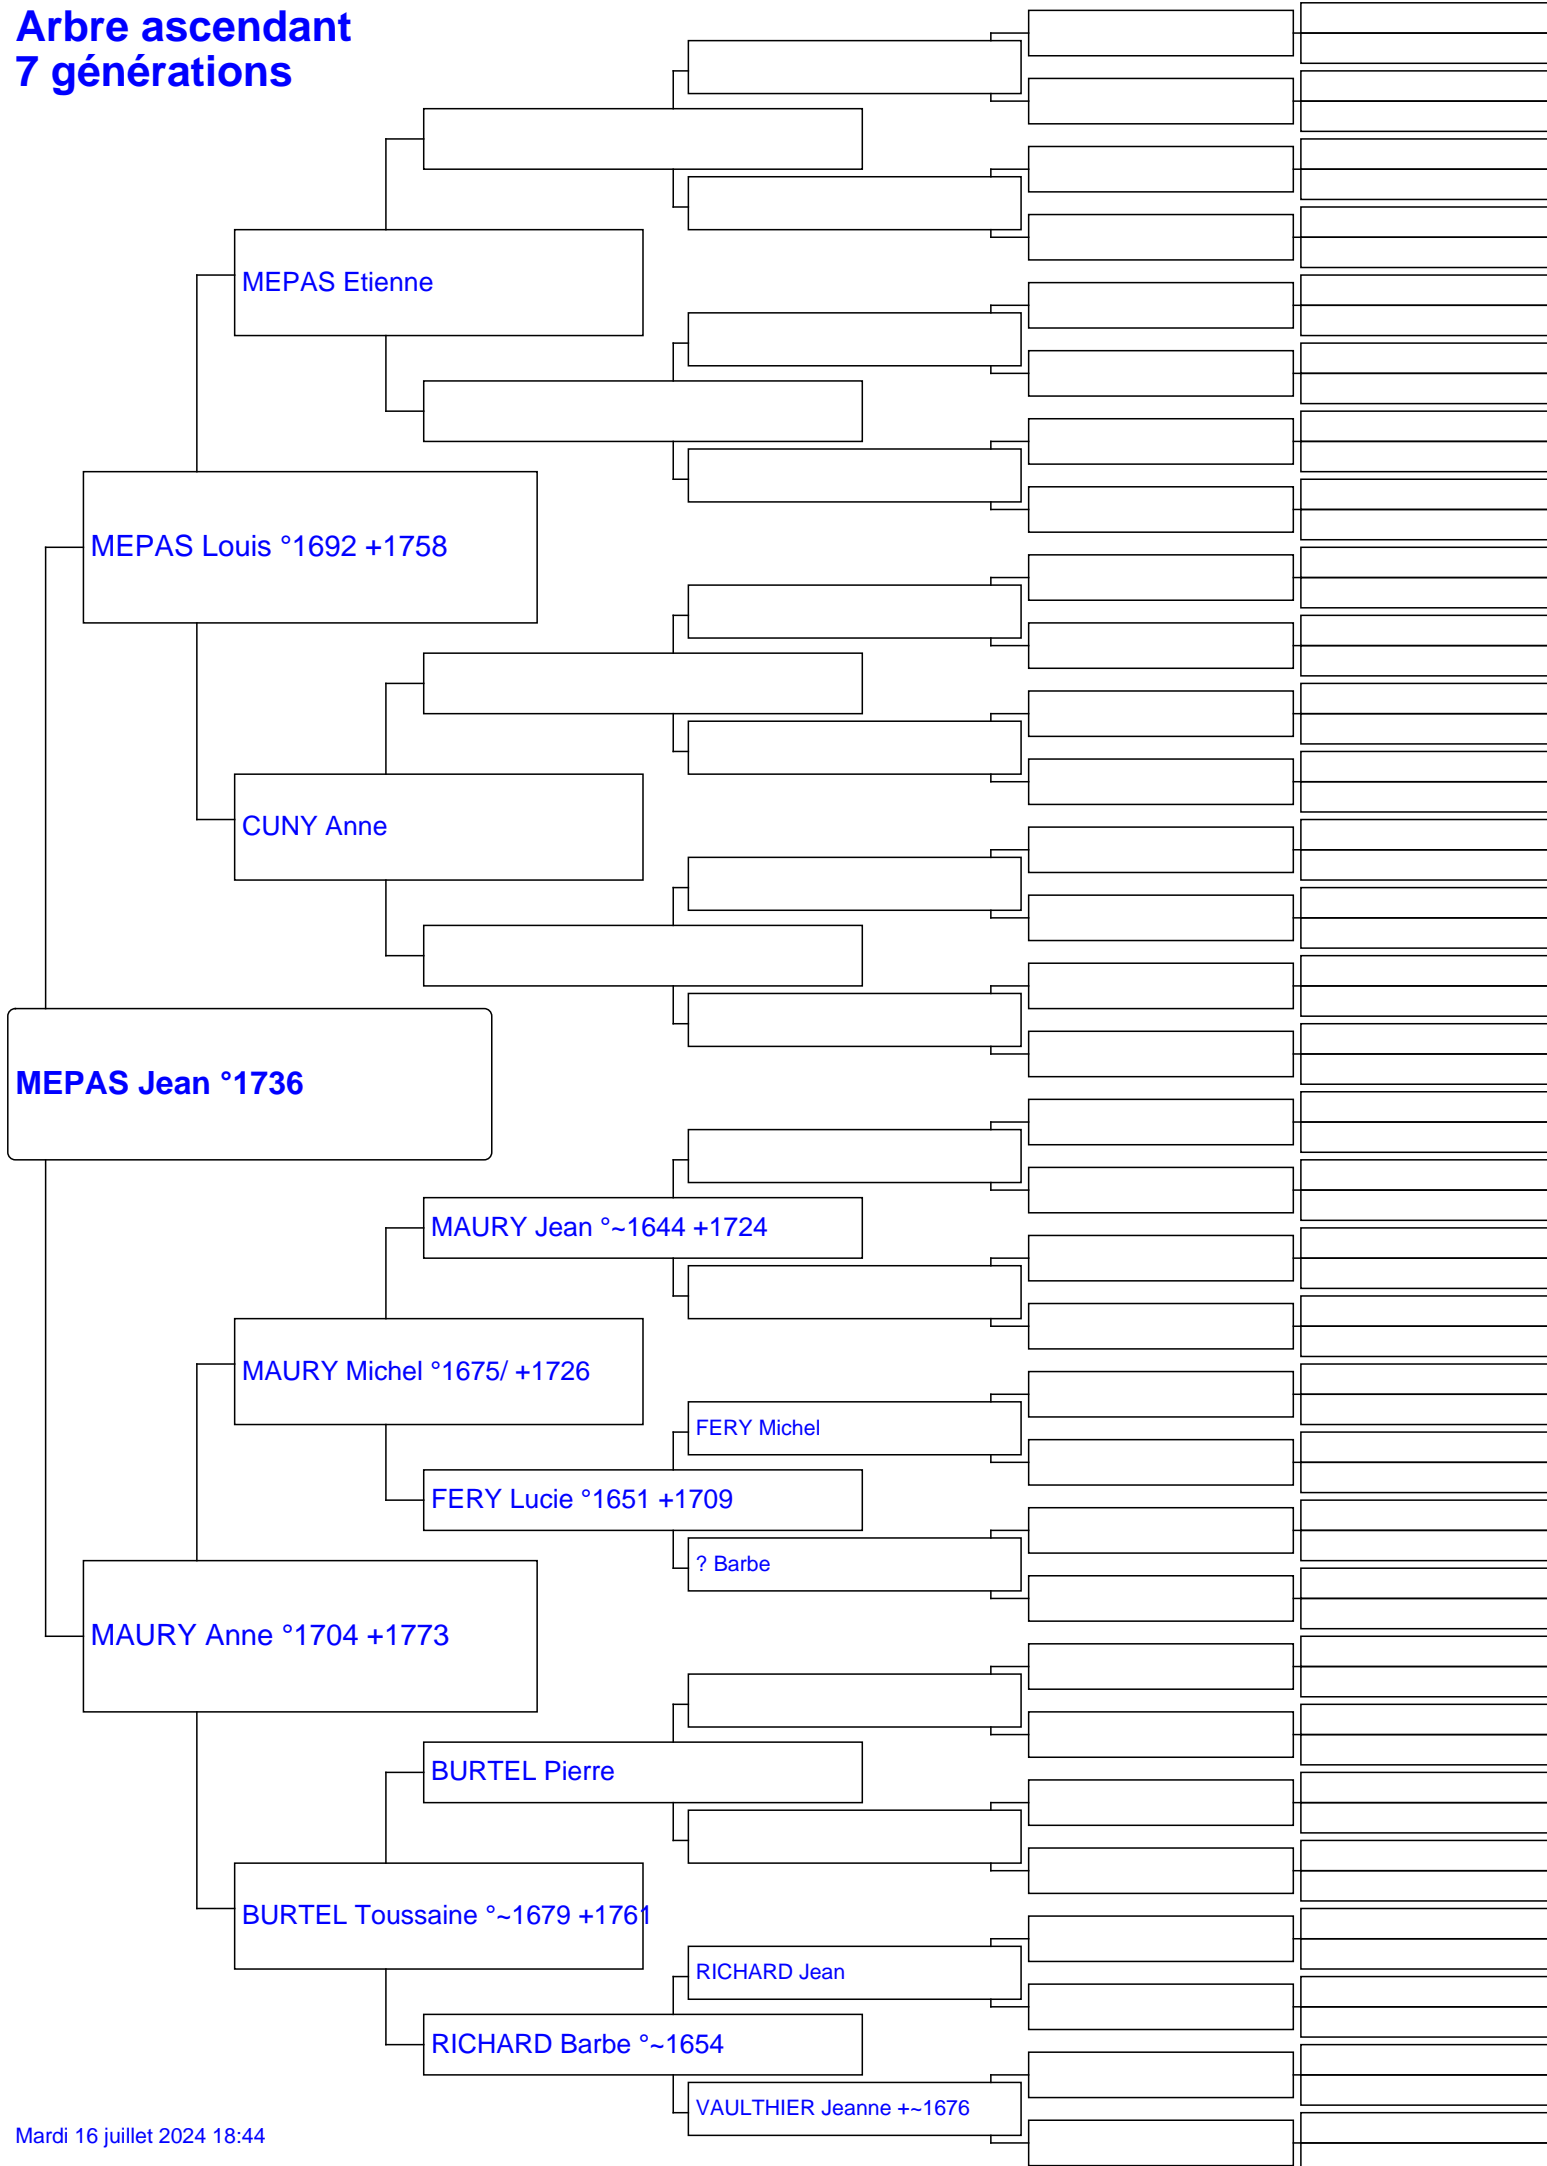 Arbre ascendant
7 générations
MEPAS Etienne
MEPAS Louis °1692 +1758
CUNY Anne
MEPAS Jean °1736
MAURY Jean °~1644 +1724
MAURY Michel °1675/ +1726
FERY Michel
FERY Lucie °1651 +1709
? Barbe
MAURY Anne °1704 +1773
BURTEL Pierre
BURTEL Toussaine °~1679 +1761
RICHARD Jean
RICHARD Barbe °~1654
VAULTHIER Jeanne +~1676
Mardi 16 juillet 2024 18:44